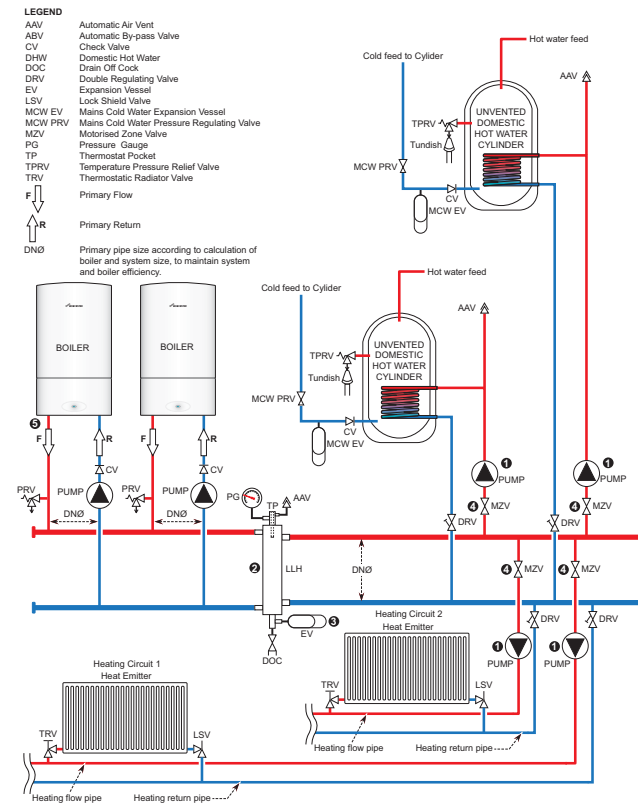 LEGEND
AAV Automatic Air Vent
ABV Automatic By-pass Valve
CV Check Valve
DHW Domestic Hot Water
DOC Drain Off Cock
DRV Double Regulating Valve
EV Expansion Vessel
LSV Lock Shield Valve
MCW EV Mains Cold Water Expansion Vessel
MCW PRV Mains Cold Water Pressure Regulating Valve
MZV Motorised Zone Valve
PG Pressure Gauge
TP Thermostat Pocket
TPRV Temperature Pressure Relief Valve
TRV Thermostatic Radiator Valve
F Primary Flow
R Primary Return
DNØ Primary pipe size according to calculation of
boiler and system size, to maintain system
and boiler efficiency.
Hot water feed
Cold feed to Cylider
AAV
UNVENTED
DOMESTIC
HOT WATER
CYLINDER
TPRV
Tundish
MCW PRV
CV
MCW EV
Hot water feed
Cold feed to Cylider
AAV
UNVENTED
DOMESTIC
HOT WATER
CYLINDER
TPRV
Tundish
MCW PRV
CV
MCW EV
BOILER
BOILER
5
F
R
F
R
CV
CV
PRV
PUMP
PRV
PUMP
DNØ
DNØ
PG
TP
AAV
1
PUMP
1
PUMP
4
MZV
4
MZV
DRV
DRV
2
LLH
DNØ
4
MZV
4
MZV
3
EV
DOC
DRV
DRV
1
PUMP
1
PUMP
Heating Circuit 2
Heat Emitter
TRV
LSV
Heating flow pipe
Heating return pipe
Heating Circuit 1
Heat Emitter
TRV
LSV
Heating flow pipe
Heating return pipe